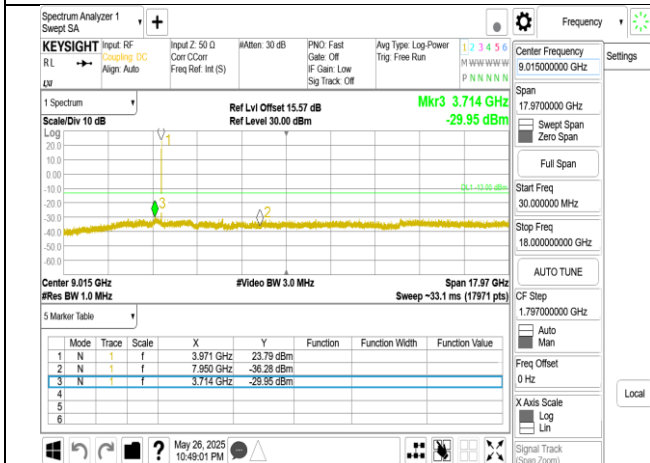 Spectrum Analyzer 1
Swept SA
Frequency
KEYSIGHT
RL
LXI
Input: RF
Coupling: DC
Align: Auto
Input Z: 50 Ω
Corr CCorr
Freq Ref: Int (S)
#Atten: 30 dB
PNO: Fast
Gate: Off
IF Gain: Low
Sig Track: Off
Avg Type: Log-Power
Trig: Free Run
1 2 3 4 5 6
M W W W W W
P N N N N N
Center Frequency
9.015000000 GHz
Settings
Span
17.9700000 GHz
Swept Span
Zero Span
Full Span
Start Freq
30.000000 MHz
Stop Freq
18.000000000 GHz
AUTO TUNE
CF Step
1.797000000 GHz
Auto
Man
Freq Offset
0 Hz
X Axis Scale
Log
Lin
Local
Signal Track
(Span Zoom)
1 Spectrum
Scale/Div 10 dB
Ref Lvl Offset 15.57 dB
Ref Level 30.00 dBm
Mkr3 3.714 GHz
-29.95 dBm
Log
20.0
10.0
0.00
-10.0
-20.0
-30.0
-40.0
-50.0
-60.0
1
2
3
DL1 -13.00 dBm
Center 9.015 GHz
#Video BW 3.0 MHz
Span 17.97 GHz
#Res BW 1.0 MHz
Sweep ~33.1 ms (17971 pts)
5 Marker Table
Mode Trace Scale X Y Function Function Width Function Value
1 N 1 f 3.971 GHz 23.79 dBm
2 N 1 f 7.950 GHz -36.28 dBm
3 N 1 f 3.714 GHz -29.95 dBm
4
5
6
?
May 26, 2025
10:49:01 PM